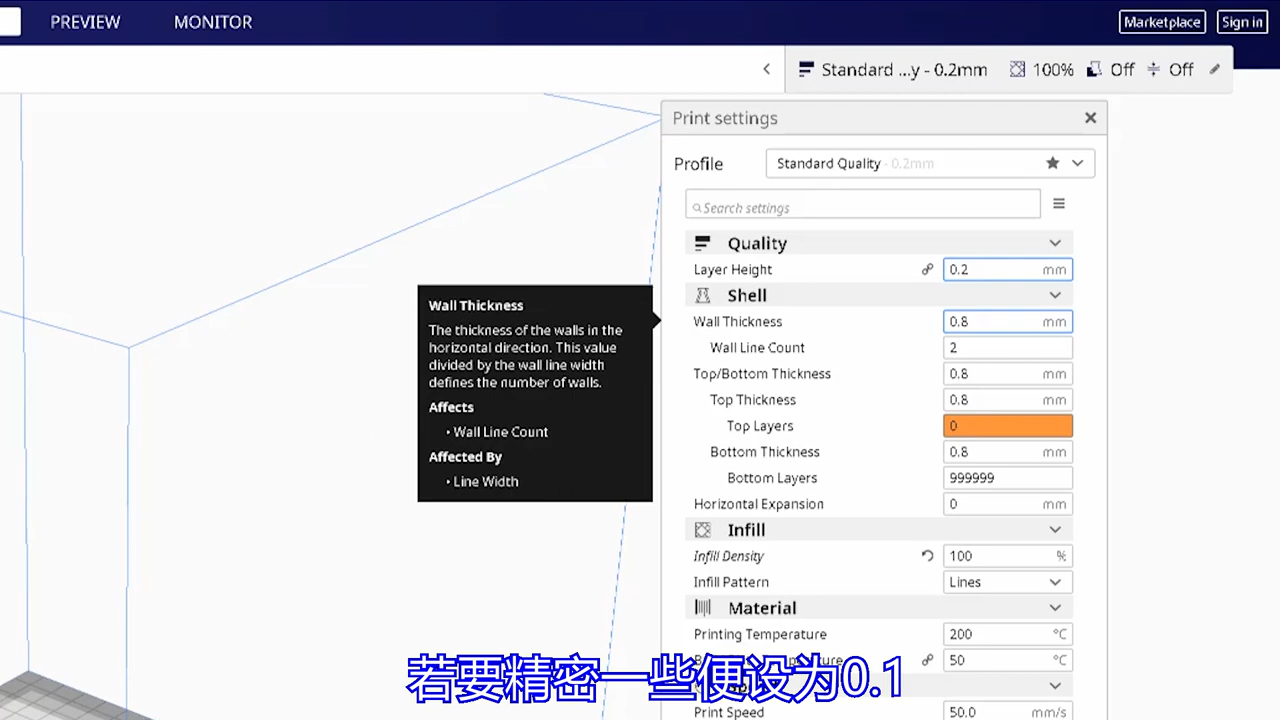 PREVIEW MONITOR Marketplace Sign in
Standard ...y - 0.2mm 100% Off Off
Print settings
Profile Standard Quality - 0.2mm
Search settings
Quality
Layer Height 0.2 mm
Shell
Wall Thickness 0.8 mm
Wall Line Count 2
Top/Bottom Thickness 0.8 mm
Top Thickness 0.8 mm
Top Layers 0
Bottom Thickness 0.8 mm
Bottom Layers 999999
Horizontal Expansion 0 mm
Infill
Infill Density 100 %
Infill Pattern Lines
Material
Printing Temperature 200 °C
50 °C
Print Speed 50.0 mm/s
Wall Thickness
The thickness of the walls in the
horizontal direction. This value
divided by the wall line width
defines the number of walls.
Affects
• Wall Line Count
Affected By
• Line Width
若要精密一些便设为0.1